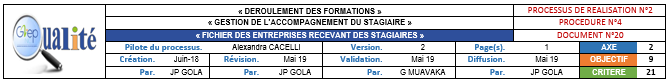 Grep Qualité
« DEROULEMENT DES FORMATIONS » PROCESSUS DE REALISATION N°2
« GESTION DE L'ACCOMPAGNEMENT DU STAGIAIRE » PROCEDURE N°4
« FICHIER DES ENTREPRISES RECEVANT DES STAGIAIRES » DOCUMENT N°20
Pilote du processus. Alexandra CACELLI Version. 2 Page(s). 1 AXE 2
Création. Juin-18 Révision. Mai 19 Validation. Mai 19 Diffusion. Mai 19 OBJECTIF 9
Par. JP GOLA Par. JP GOLA Par. G MUAVAKA Par. JP GOLA CRITERE 21